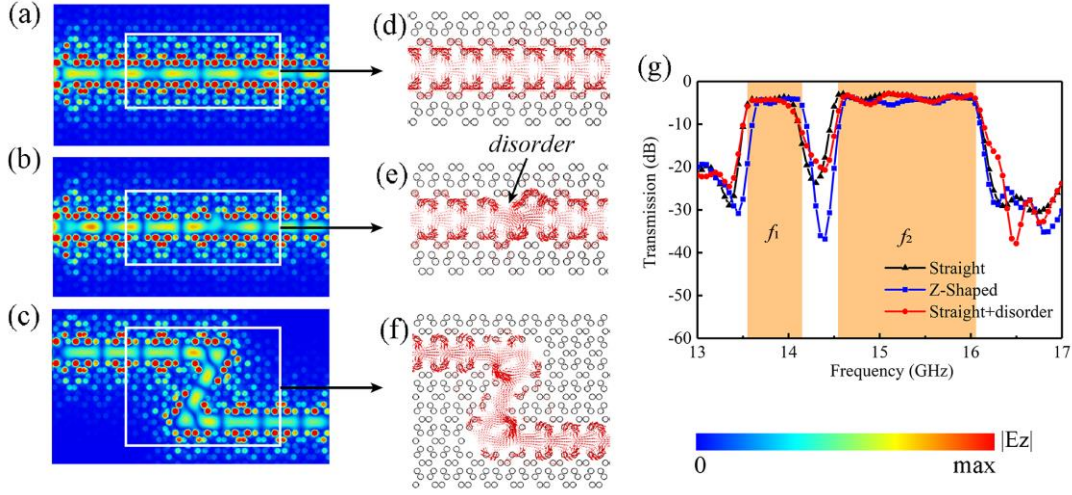 (a)
(d)
disorder
(b)
(e)
(c)
(f)
(g)
0
-10
-20
-30
-40
-50
-60
Transmission (dB)
f₁
f₂
Straight
Z-Shaped
Straight+disorder
13 14 15 16 17
Frequency (GHz)
|Ez|
0 max